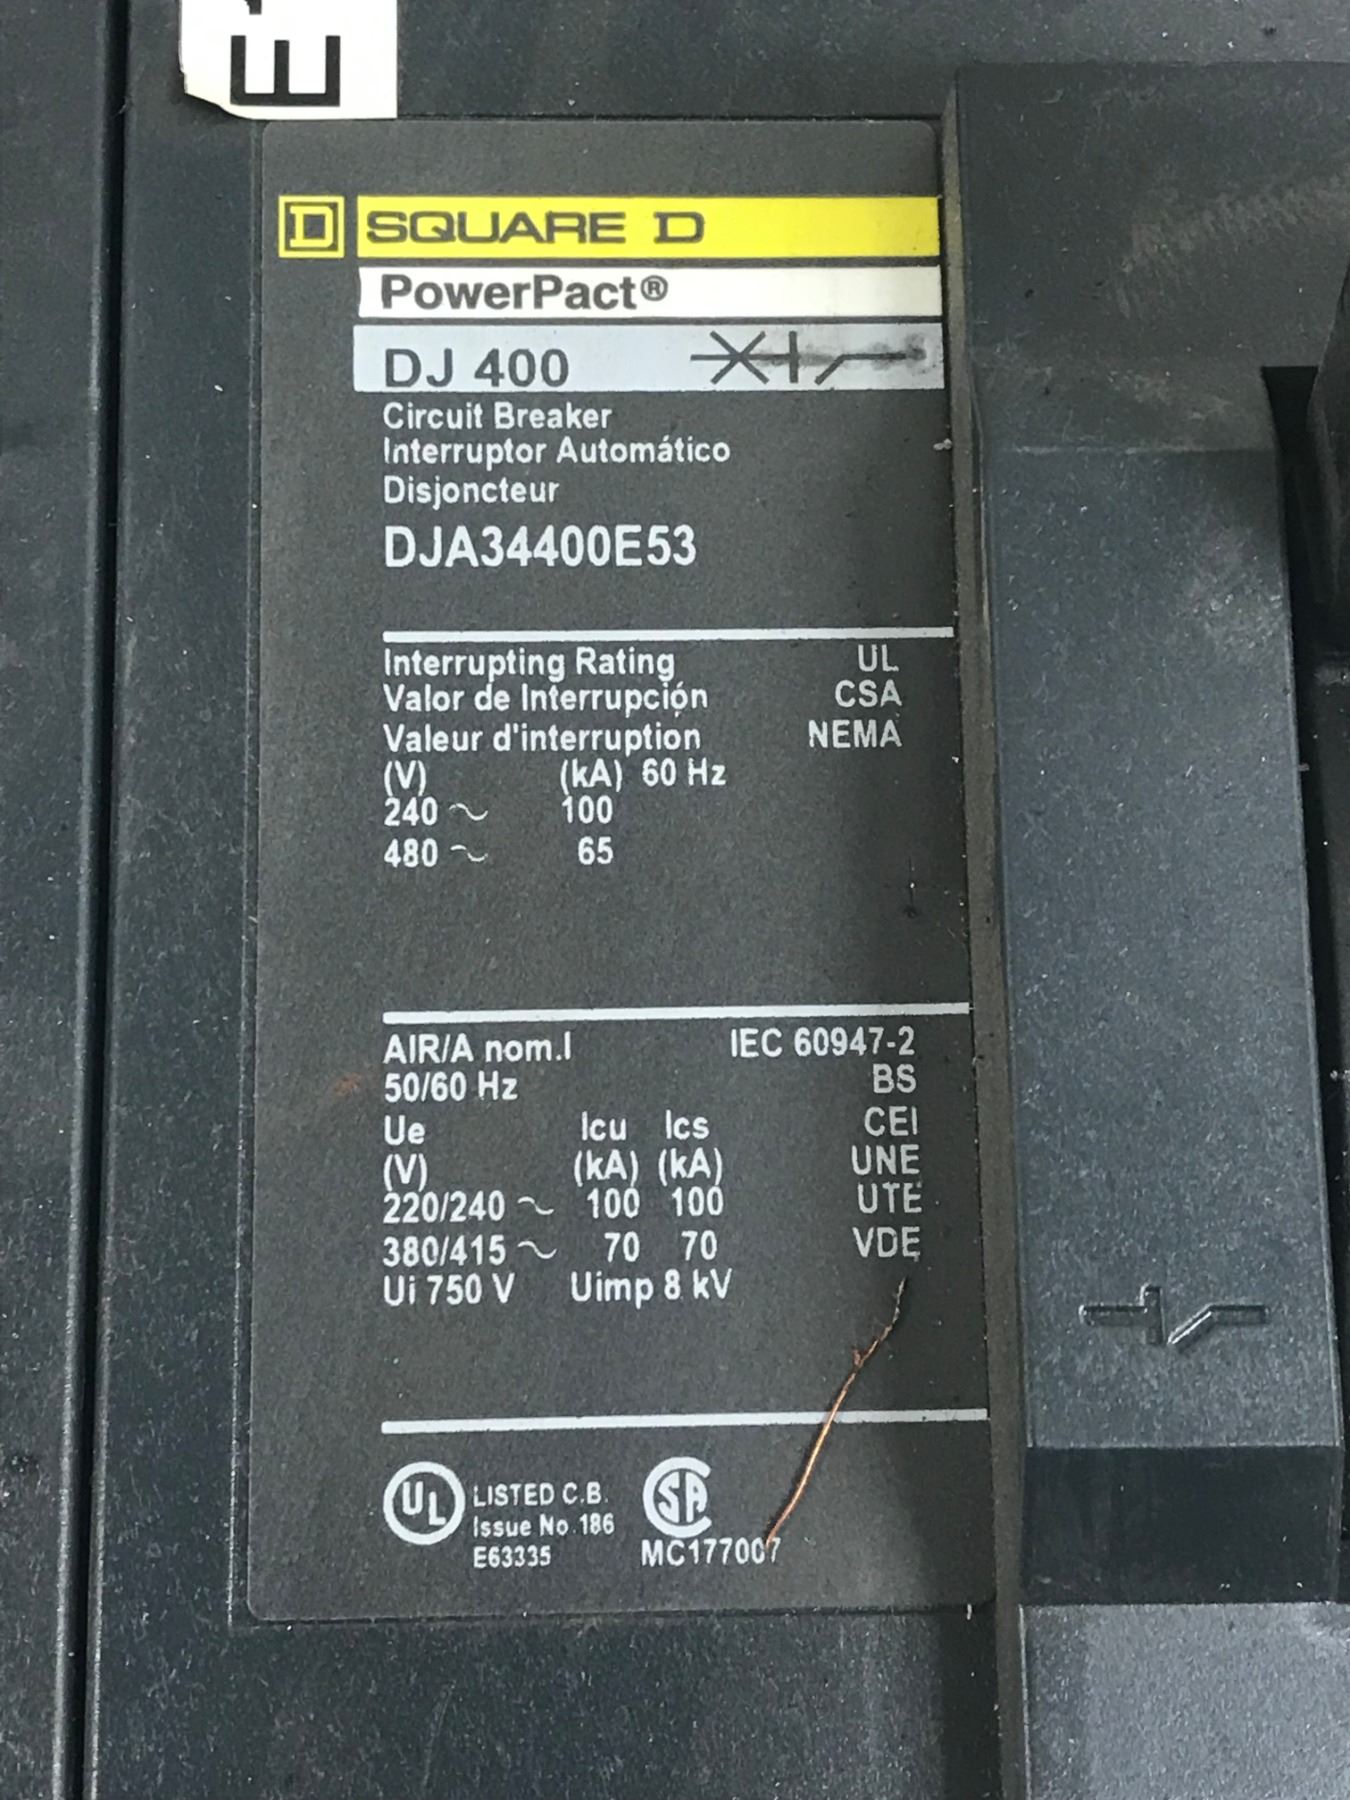 E
D SQUARE D
PowerPact®
DJ 400
Circuit Breaker
Interruptor Automático
Disjoncteur
DJA34400E53
Interrupting Rating UL
Valor de Interrupción CSA
Valeur d'interruption NEMA
(V) (kA) 60 Hz
240 ~ 100
480 ~ 65
AIR/A nom.I IEC 60947-2
50/60 Hz BS
Ue Icu Ics CEI
(V) (kA) (kA) UNE
220/240 ~ 100 100 UTE
380/415 ~ 70 70 VDE
Ui 750 V Uimp 8 kV
UL LISTED C.B. SA
Issue No.186
E63335 MC177007